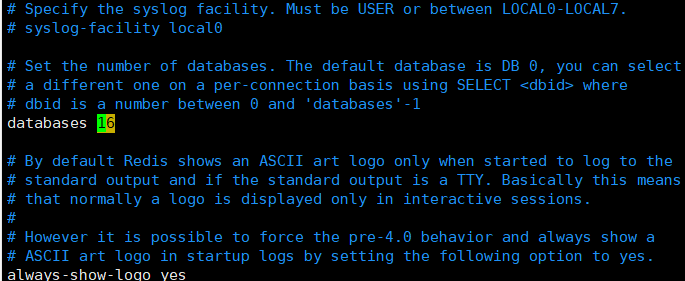 # Specify the syslog facility. Must be USER or between LOCAL0-LOCAL7.
# syslog-facility local0
# Set the number of databases. The default database is DB 0, you can select
# a different one on a per-connection basis using SELECT <dbid> where
# dbid is a number between 0 and 'databases'-1
databases 16
# By default Redis shows an ASCII art logo only when started to log to the
# standard output and if the standard output is a TTY. Basically this means
# that normally a logo is displayed only in interactive sessions.
#
# However it is possible to force the pre-4.0 behavior and always show a
# ASCII art logo in startup logs by setting the following option to yes.
always-show-logo yes